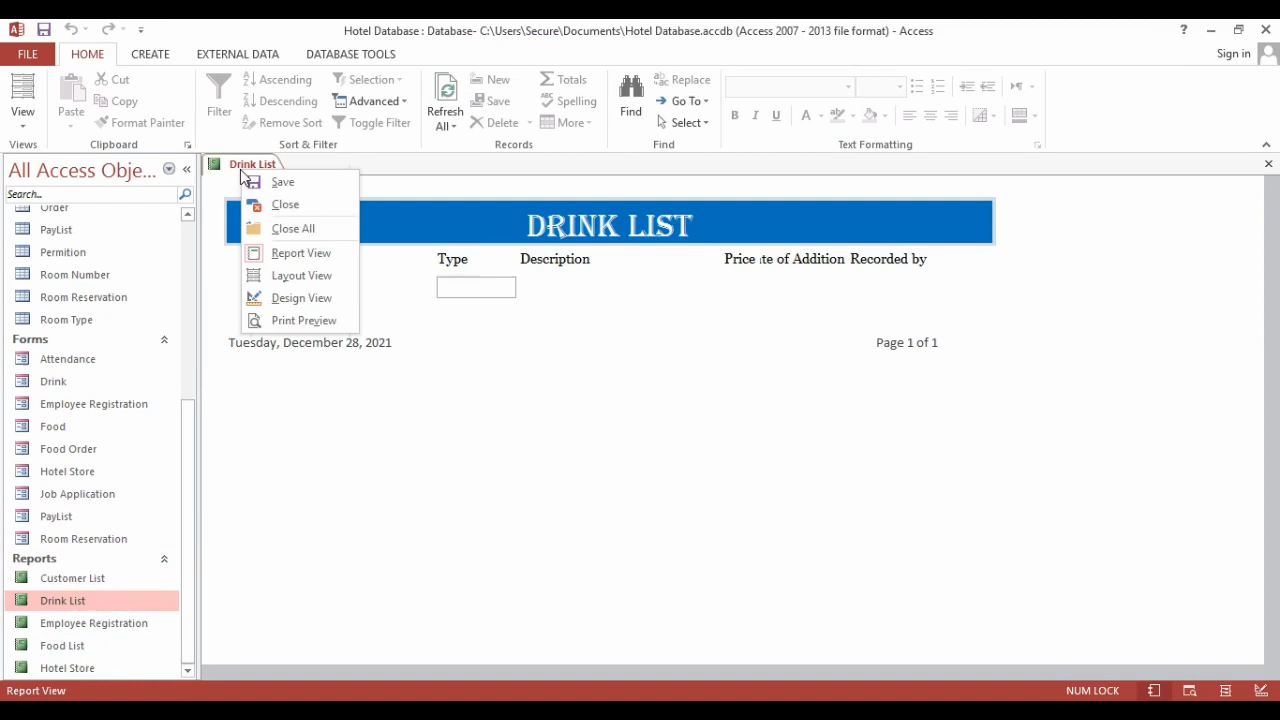 Hotel Database : Database- C:\Users\Secure\Documents\Hotel Database.accdb (Access 2007 - 2013 file format) - Access
?
FILE HOME CREATE EXTERNAL DATA DATABASE TOOLS Sign in
View Paste Cut Copy Format Painter
Filter Ascending Descending Remove Sort Selection Advanced Toggle Filter
Refresh All New Save Delete Totals Spelling More
Find Replace Go To Select
B I U A
Views Clipboard Sort & Filter Records Find Text Formatting
All Access Obje...
Search...
Order
PayList
Permition
Room Number
Room Reservation
Room Type
Forms
Attendance
Drink
Employee Registration
Food
Food Order
Hotel Store
Job Application
PayList
Room Reservation
Reports
Customer List
Drink List
Employee Registration
Food List
Hotel Store
Drink List
Save
Close
Close All
Report View
Layout View
Design View
Print Preview
DRINK LIST
Type Description Price te of Addition Recorded by
Tuesday, December 28, 2021 Page 1 of 1
Report View NUM LOCK